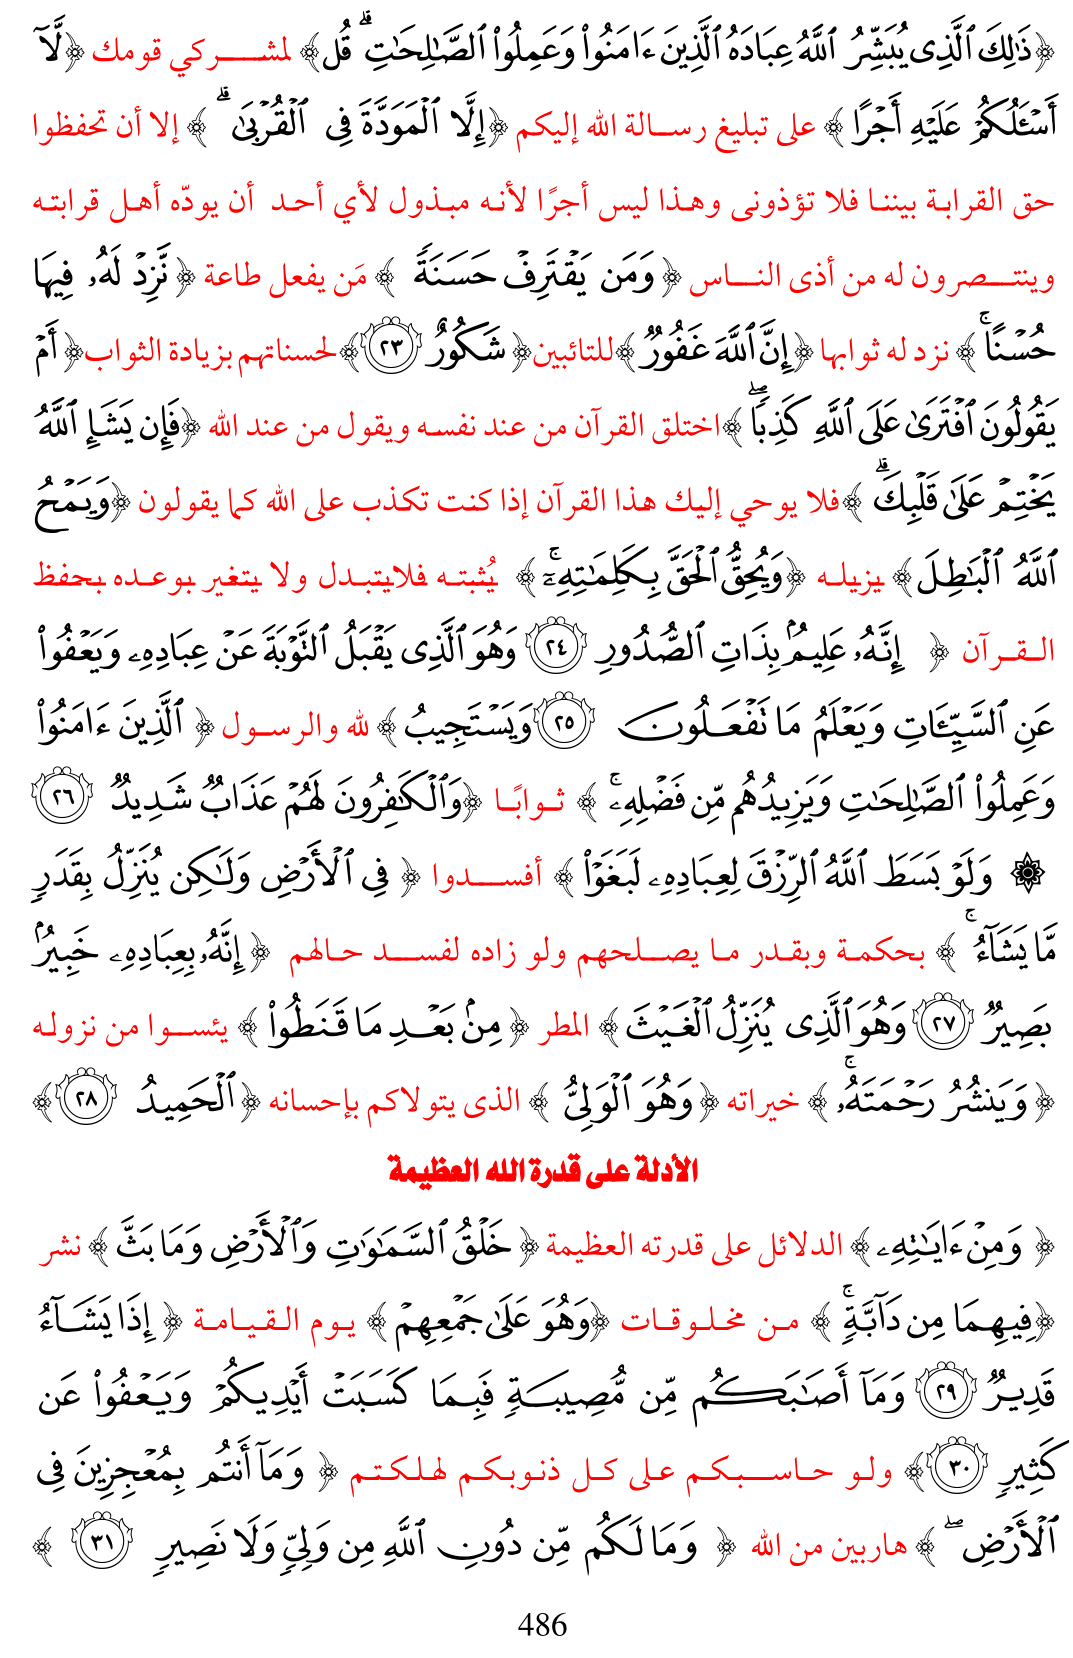 ﴿ذَٰلِكَ ٱلَّذِى يُبَشِّرُ ٱللَّهُ عِبَادَهُ ٱلَّذِينَ ءَامَنُوا۟ وَعَمِلُوا۟ ٱلصَّـٰلِحَـٰتِ ۗ قُل﴾ لمشركي قومك ﴿لَّآ
أَسْـَٔلُكُمْ عَلَيْهِ أَجْرًا ﴾ على تبليغ رسالة الله إليكم ﴿إِلَّا ٱلْمَوَدَّةَ فِى ٱلْقُرْبَىٰ ۗ ﴾ إلا أن تحفظوا
حق القرابة بيننا فلا تؤذونى وهذا ليس أجرًا لأنه مبذول لأي أحد أن يودّه أهل قرابته
وينتصرون له من أذى الناس ﴿ وَمَن يَقْتَرِفْ حَسَنَةً ﴾ مَن يفعل طاعة ﴿ نَّزِدْ لَهُۥ فِيهَا
حُسْنًا ۚ ﴾ نزد له ثوابها ﴿إِنَّ ٱللَّهَ غَفُورٌ ﴾للتائبين﴿ شَكُورٌ ٢٣﴾لحسناتهم بزيادة الثواب﴿ أَمْ
يَقُولُونَ ٱفْتَرَىٰ عَلَى ٱللَّهِ كَذِبًا ۖ ﴾اختلق القرآن من عند نفسه ويقول من عند الله ﴿فَإِن يَشَإِ ٱللَّهُ
يَخْتِمْ عَلَىٰ قَلْبِكَ ۗ ﴾فلا يوحي إليك هذا القرآن إذا كنت تكذب على الله كما يقولون ﴿وَيَمْحُ
ٱللَّهُ ٱلْبَـٰطِلَ﴾ يزيله ﴿وَيُحِقُّ ٱلْحَقَّ بِكَلِمَـٰتِهِۦٓ ۚ ﴾ يُثبته فلايتبدل ولا يتغير بوعده بحفظ
القرآن ﴿ إِنَّهُۥ عَلِيمٌۢ بِذَاتِ ٱلصُّدُورِ ٢٤ وَهُوَ ٱلَّذِى يَقْبَلُ ٱلتَّوْبَةَ عَنْ عِبَادِهِۦ وَيَعْفُوا۟
عَنِ ٱلسَّيِّـَٔاتِ وَيَعْلَمُ مَا تَفْعَلُونَ ٢٥ وَيَسْتَجِيبُ ﴾ لله والرسول ﴿ ٱلَّذِينَ ءَامَنُوا۟
وَعَمِلُوا۟ ٱلصَّـٰلِحَـٰتِ وَيَزِيدُهُم مِّن فَضْلِهِۦ ۚ ﴾ ثوابًا ﴿وَٱلْكَـٰفِرُونَ لَهُمْ عَذَابٌ شَدِيدٌ ٢٦
۞ وَلَوْ بَسَطَ ٱللَّهُ ٱلرِّزْقَ لِعِبَادِهِۦ لَبَغَوْا۟ ﴾ أفسدوا ﴿ فِى ٱلْأَرْضِ وَلَـٰكِن يُنَزِّلُ بِقَدَرٍ
مَّا يَشَآءُ ۚ ﴾ بحكمة وبقدر ما يصلحهم ولو زاده لفسد حالهم ﴿ إِنَّهُۥ بِعِبَادِهِۦ خَبِيرٌۢ
بَصِيرٌ ٢٧ وَهُوَ ٱلَّذِى يُنَزِّلُ ٱلْغَيْثَ ﴾ المطر ﴿ مِنۢ بَعْدِ مَا قَنَطُوا۟ ﴾ يئسوا من نزوله
﴿ وَيَنشُرُ رَحْمَتَهُۥ ۚ ﴾ خيراته ﴿ وَهُوَ ٱلْوَلِىُّ ﴾ الذى يتولاكم بإحسانه ﴿ ٱلْحَمِيدُ ٢٨ ﴾
الأدلة على قدرة الله العظيمة
﴿ وَمِنْ ءَايَـٰتِهِۦ ﴾ الدلائل على قدرته العظيمة ﴿ خَلْقُ ٱلسَّمَـٰوَٰتِ وَٱلْأَرْضِ وَمَا بَثَّ ﴾ نشر
﴿فِيهِمَا مِن دَآبَّةٍ ۚ ﴾ من مخلوقات ﴿وَهُوَ عَلَىٰ جَمْعِهِمْ ﴾ يوم القيامة ﴿ إِذَا يَشَآءُ
قَدِيرٌ ٢٩ وَمَآ أَصَـٰبَكُم مِّن مُّصِيبَةٍ فَبِمَا كَسَبَتْ أَيْدِيكُمْ وَيَعْفُوا۟ عَن
كَثِيرٍ ٣٠ ﴾ ولو حاسبكم على كل ذنوبكم لهلكتم ﴿ وَمَآ أَنتُم بِمُعْجِزِينَ فِى
ٱلْأَرْضِ ۖ ﴾ هاربين من الله ﴿ وَمَا لَكُم مِّن دُونِ ٱللَّهِ مِن وَلِىٍّ وَلَا نَصِيرٍ ٣١ ﴾
486